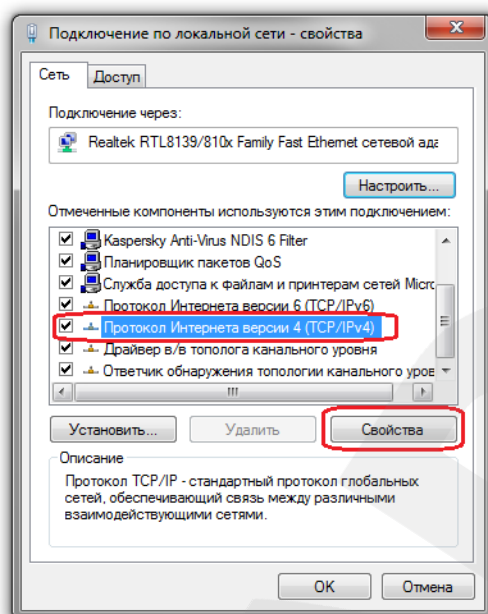 Подключение по локальной сети - свойства
Сеть
Доступ
Подключение через:
Realtek RTL8139/810x Family Fast Ethernet сетевой ада
Настроить...
Отмеченные компоненты используются этим подключением:
Kaspersky Anti-Virus NDIS 6 Filter
Планировщик пакетов QoS
Служба доступа к файлам и принтерам сетей Micro
Протокол Интернета версии 6 (TCP/IPv6)
Протокол Интернета версии 4 (TCP/IPv4)
Драйвер в/в тополога канального уровня
Ответчик обнаружения топологии канального уров
Установить...
Удалить
Свойства
Описание
Протокол TCP/IP - стандартный протокол глобальных
сетей, обеспечивающий связь между различными
взаимодействующими сетями.
OK
Отмена